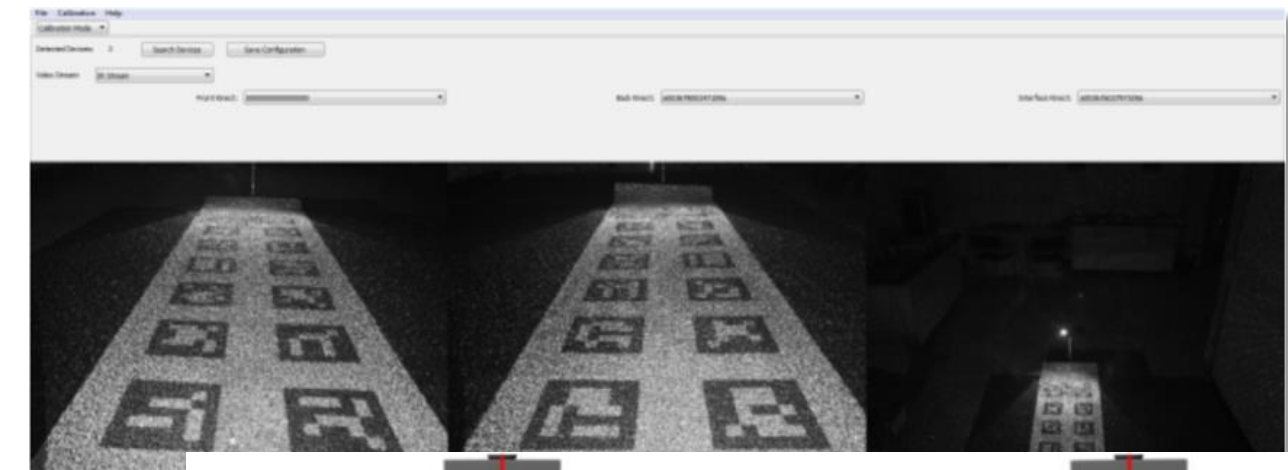 File Calibration Help
Calibration Mode
Detected Devices: 3 Search Devices Save Configuration
Video Stream: IR Stream
Front Kinect: Back Kinect: Interface Kinect: